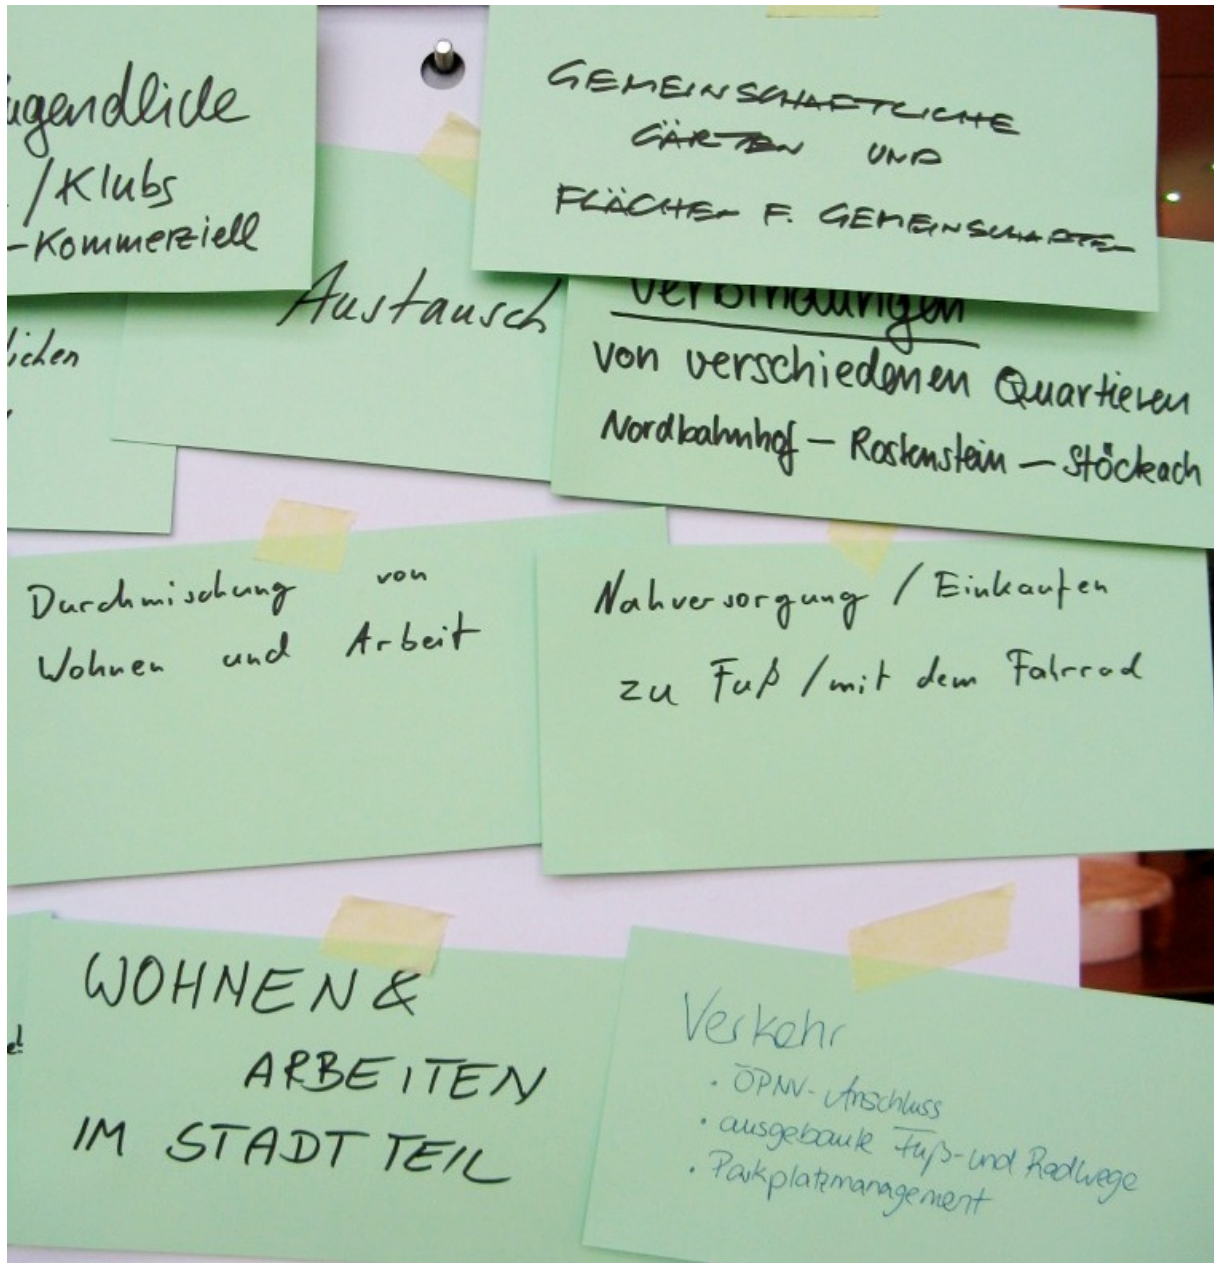 ugendliche
/Klubs
-Kommerziell
GEMEINSCHAFTLICHE
GÄRTEN UND
FLÄCHEN F. GEMEINSCHAFTEN
lichen
Austausch
Verbindungen
von verschiedenen Quartieren
Nordbahnhof – Rosenstein – Stöckach
Durchmischung von
Wohnen und Arbeit
Nahversorgung / Einkaufen
zu Fuß / mit dem Fahrrad
WOHNEN &
ARBEITEN
IM STADTTEIL
Verkehr
· ÖPNV-Anschluss
· ausgebaute Fuß- und Radwege
· Parkplatzmanagement